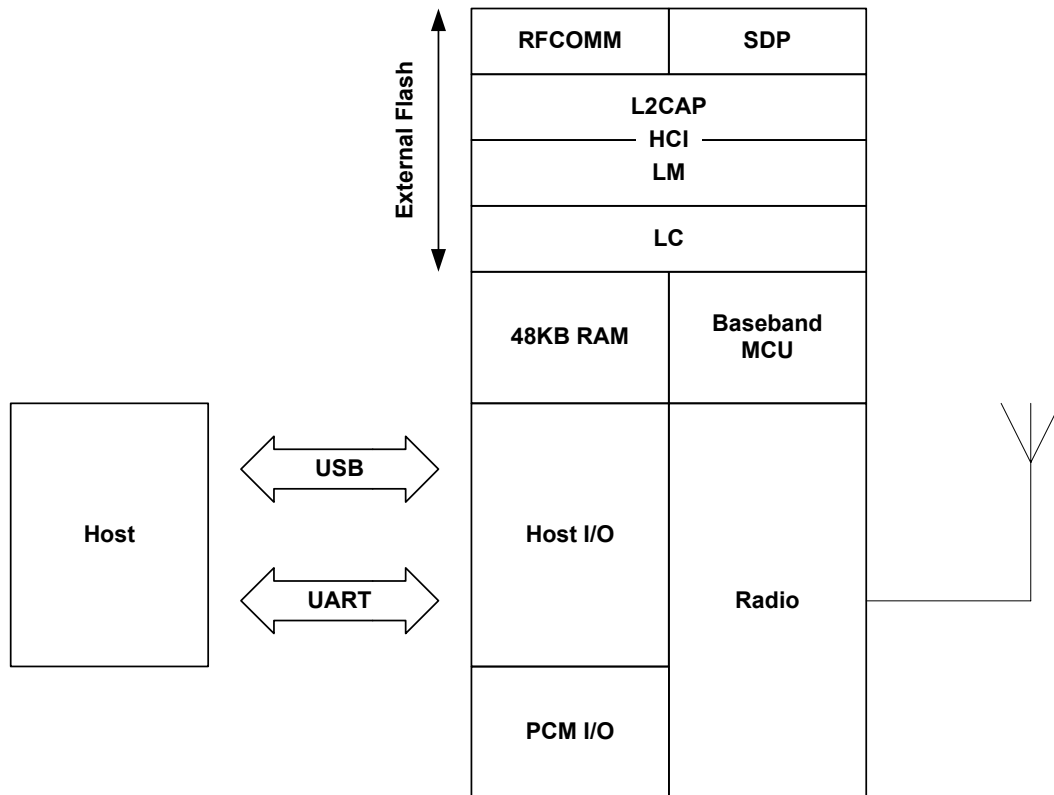 RFCOMM
SDP
External Flash
L2CAP
HCI
LM
LC
48KB RAM
Baseband
MCU
USB
Host
Host I/O
UART
Radio
PCM I/O